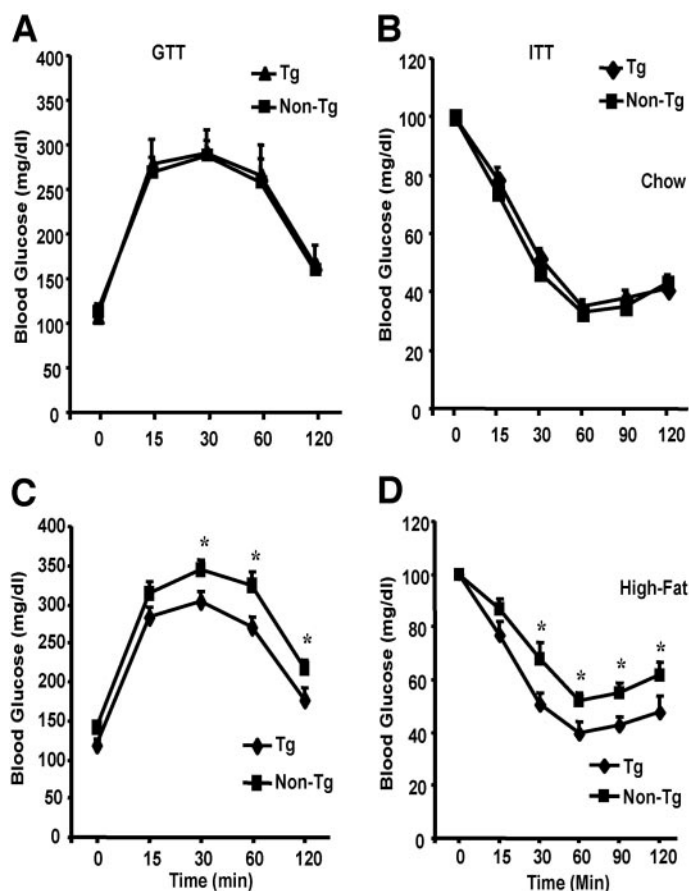 A
GTT
Tg
Non-Tg
Blood Glucose (mg/dl)
400
350
300
250
200
150
100
50
0
0 15 30 60 120
B
ITT
Tg
Non-Tg
Chow
Blood Glucose (mg/dl)
120
100
80
60
40
20
0
0 15 30 60 90 120
C
Blood Glucose (mg/dl)
400
350
300
250
200
150
100
50
0
* * *
Tg
Non-Tg
0 15 30 60 120
Time (min)
D
High-Fat
Blood Glucose (mg/dl)
120
100
80
60
40
20
0
* * * *
Tg
Non-Tg
0 15 30 60 90 120
Time (Min)